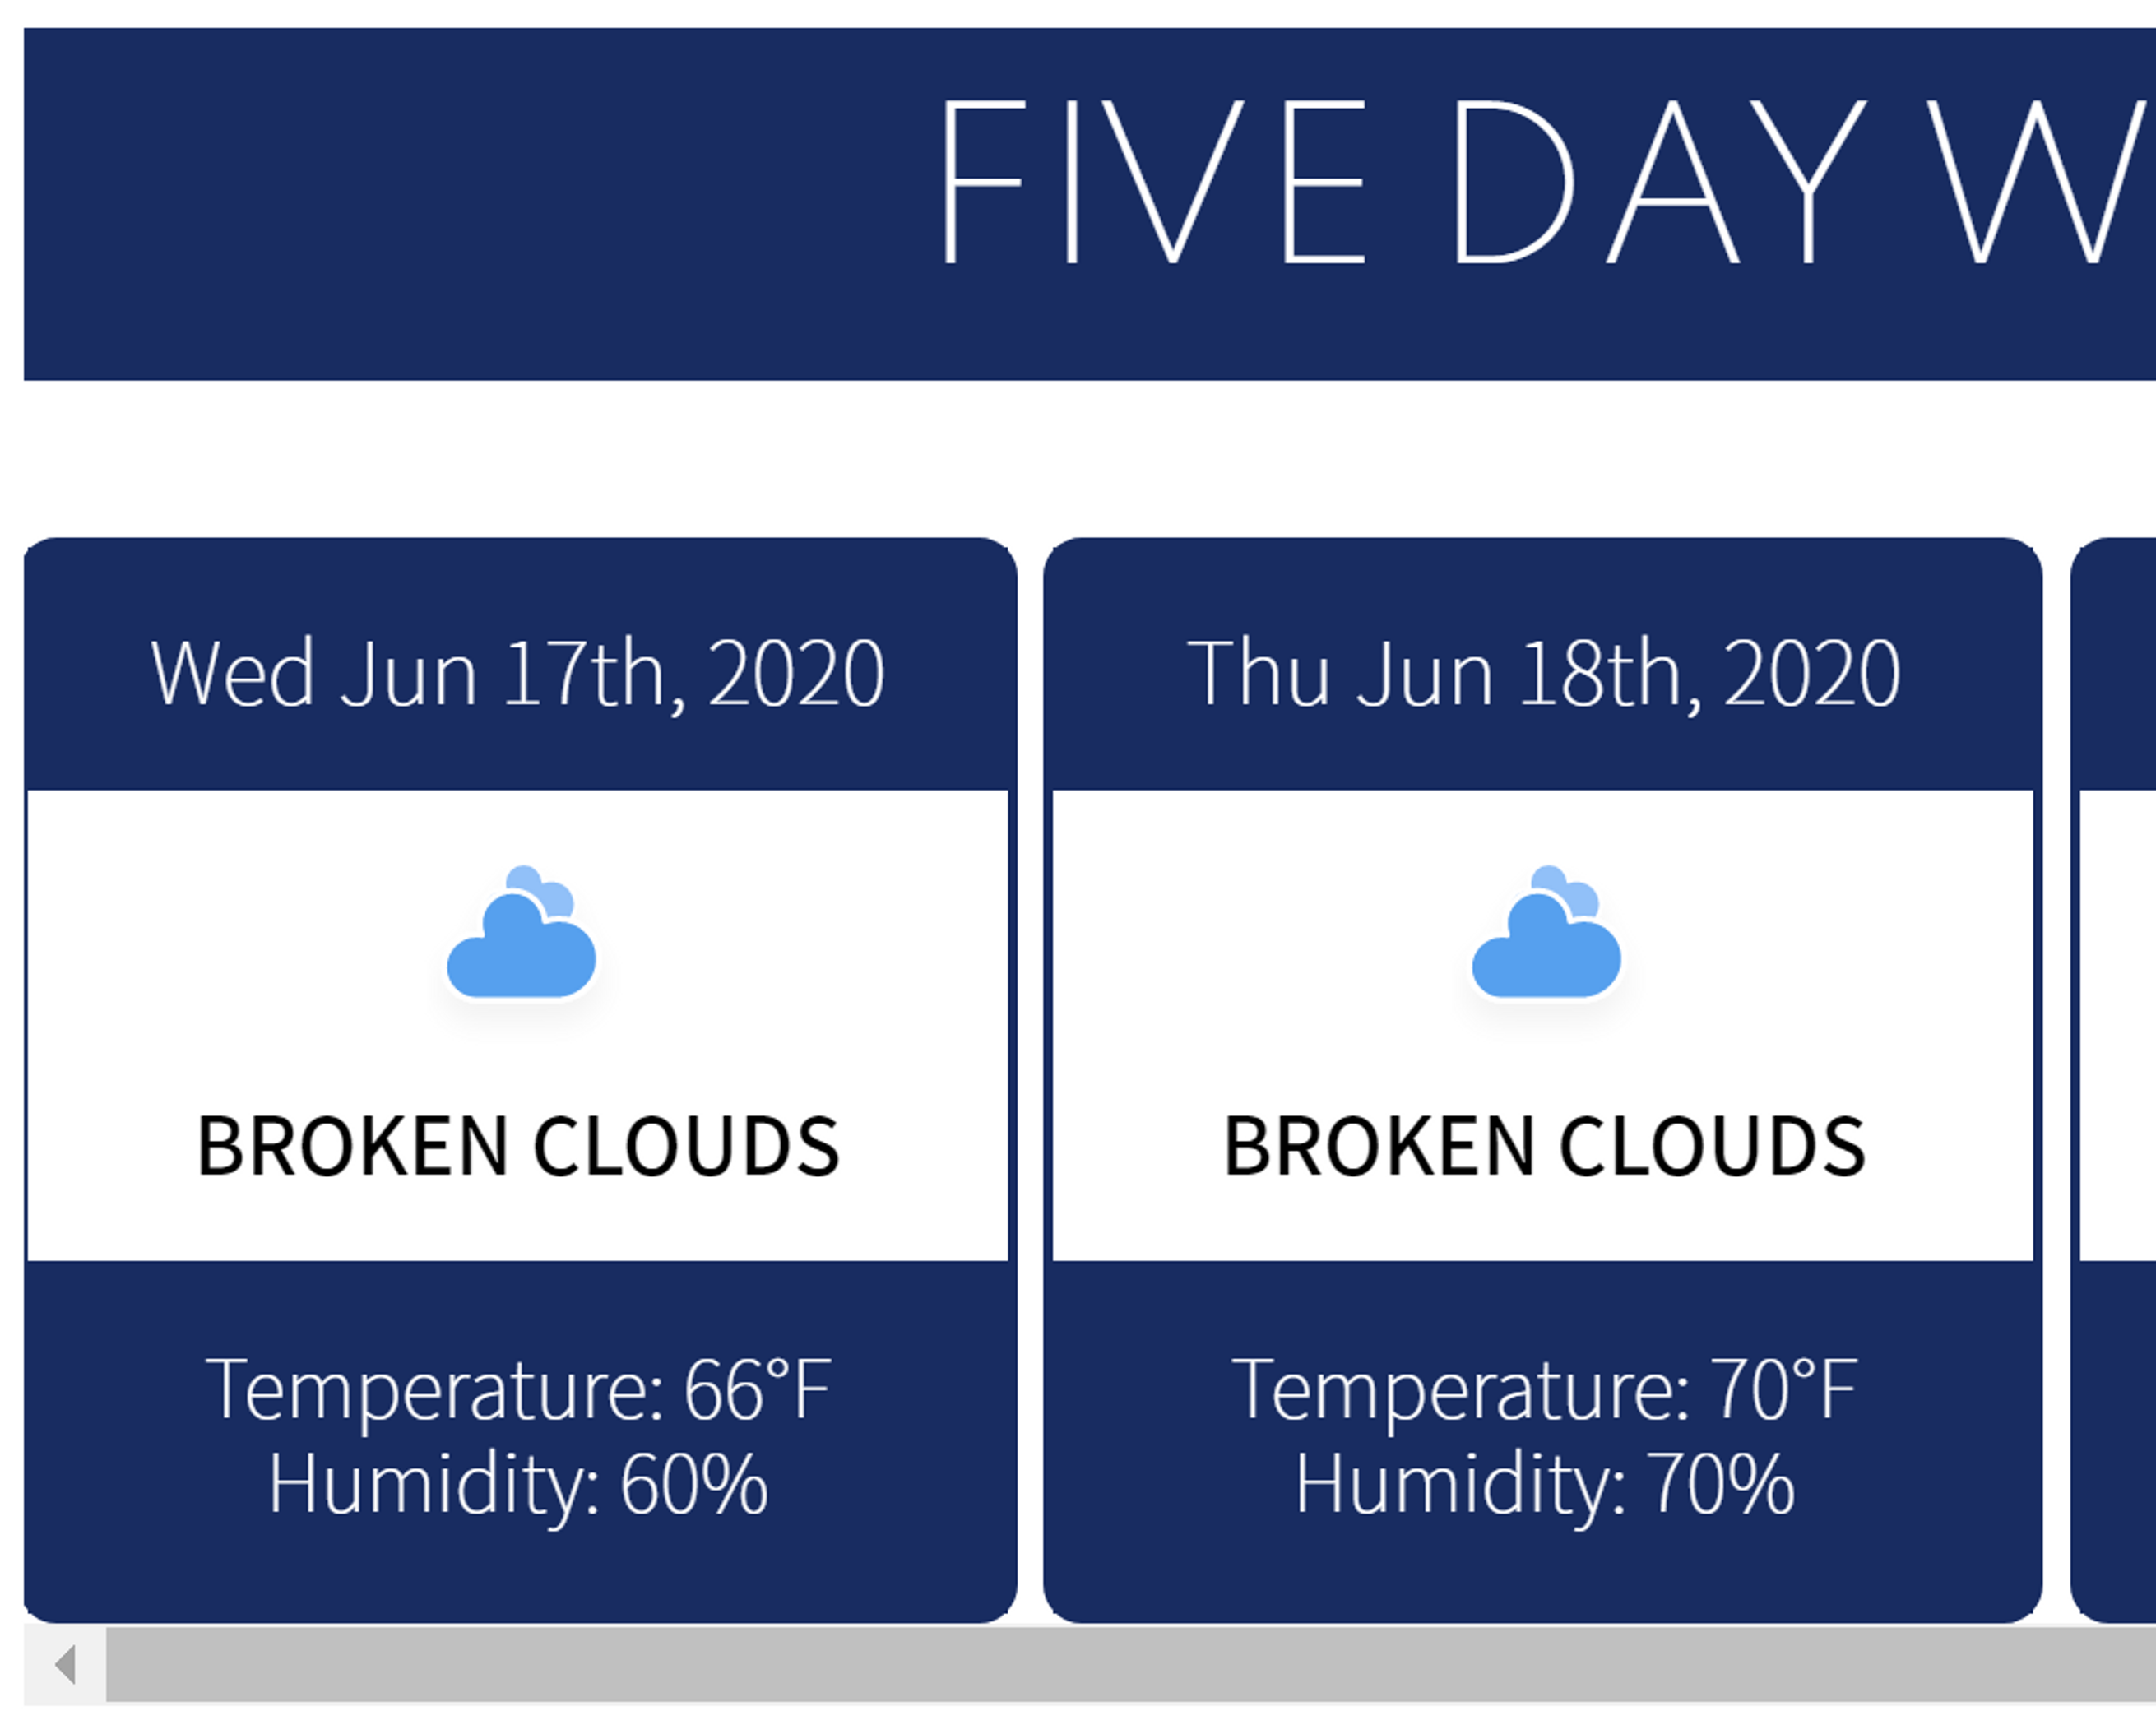 FIVE DAY W
Wed Jun 17th, 2020
BROKEN CLOUDS
Temperature: 66°F
Humidity: 60%
Thu Jun 18th, 2020
BROKEN CLOUDS
Temperature: 70°F
Humidity: 70%